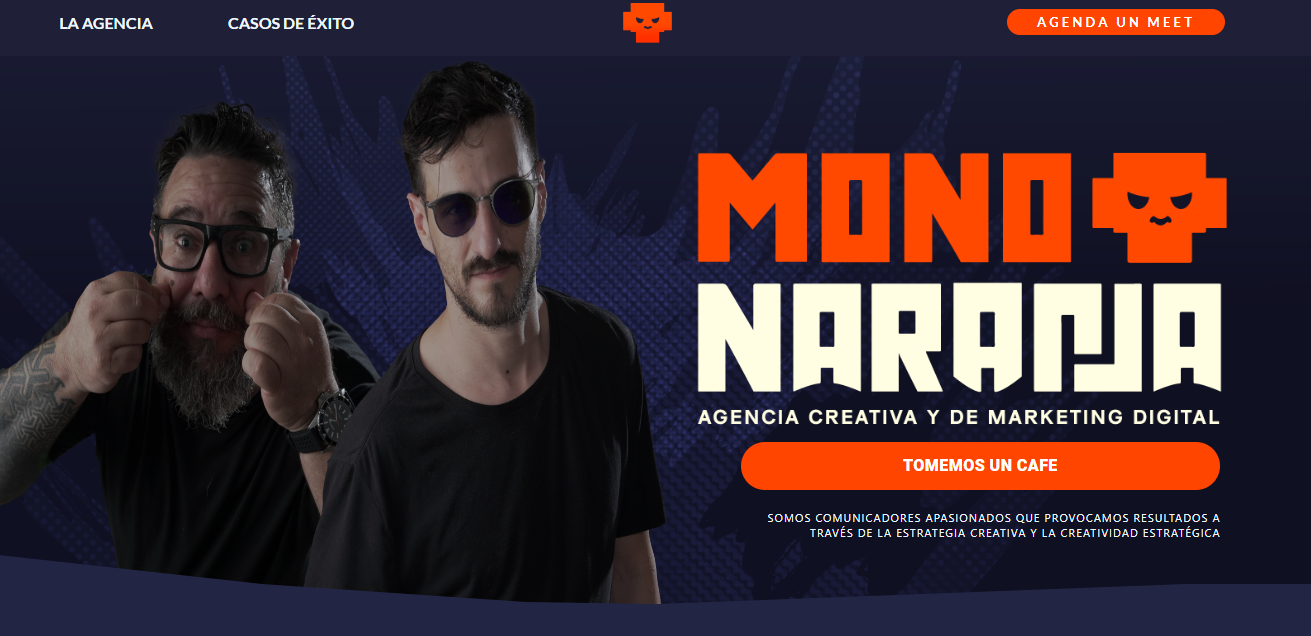 LA AGENCIA
CASOS DE ÉXITO
AGENDA UN MEET
MONO
NARANJA
AGENCIA CREATIVA Y DE MARKETING DIGITAL
TOMEMOS UN CAFE
SOMOS COMUNICADORES APASIONADOS QUE PROVOCAMOS RESULTADOS A
TRAVÉS DE LA ESTRATEGIA CREATIVA Y LA CREATIVIDAD ESTRATÉGICA